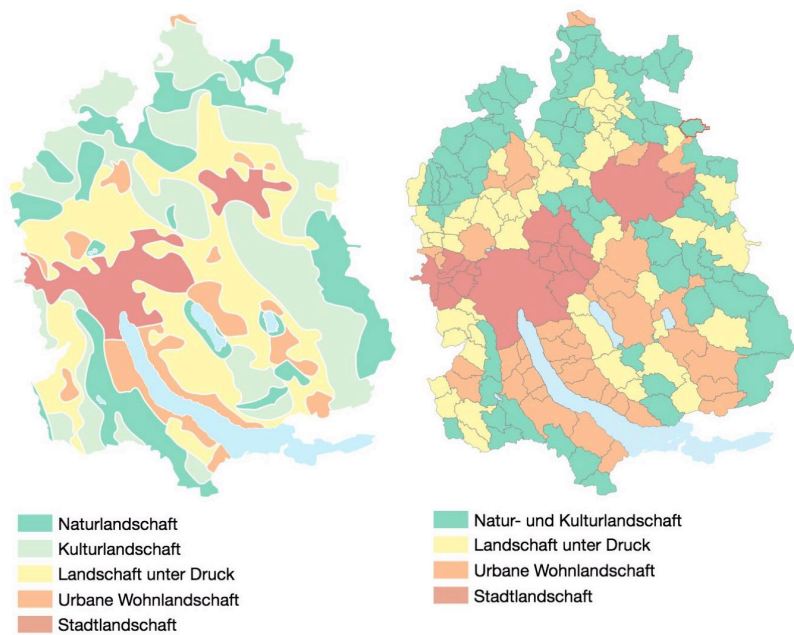 Naturlandschaft
Kulturlandschaft
Landschaft unter Druck
Urbane Wohnlandschaft
Stadtlandschaft
Natur- und Kulturlandschaft
Landschaft unter Druck
Urbane Wohnlandschaft
Stadtlandschaft